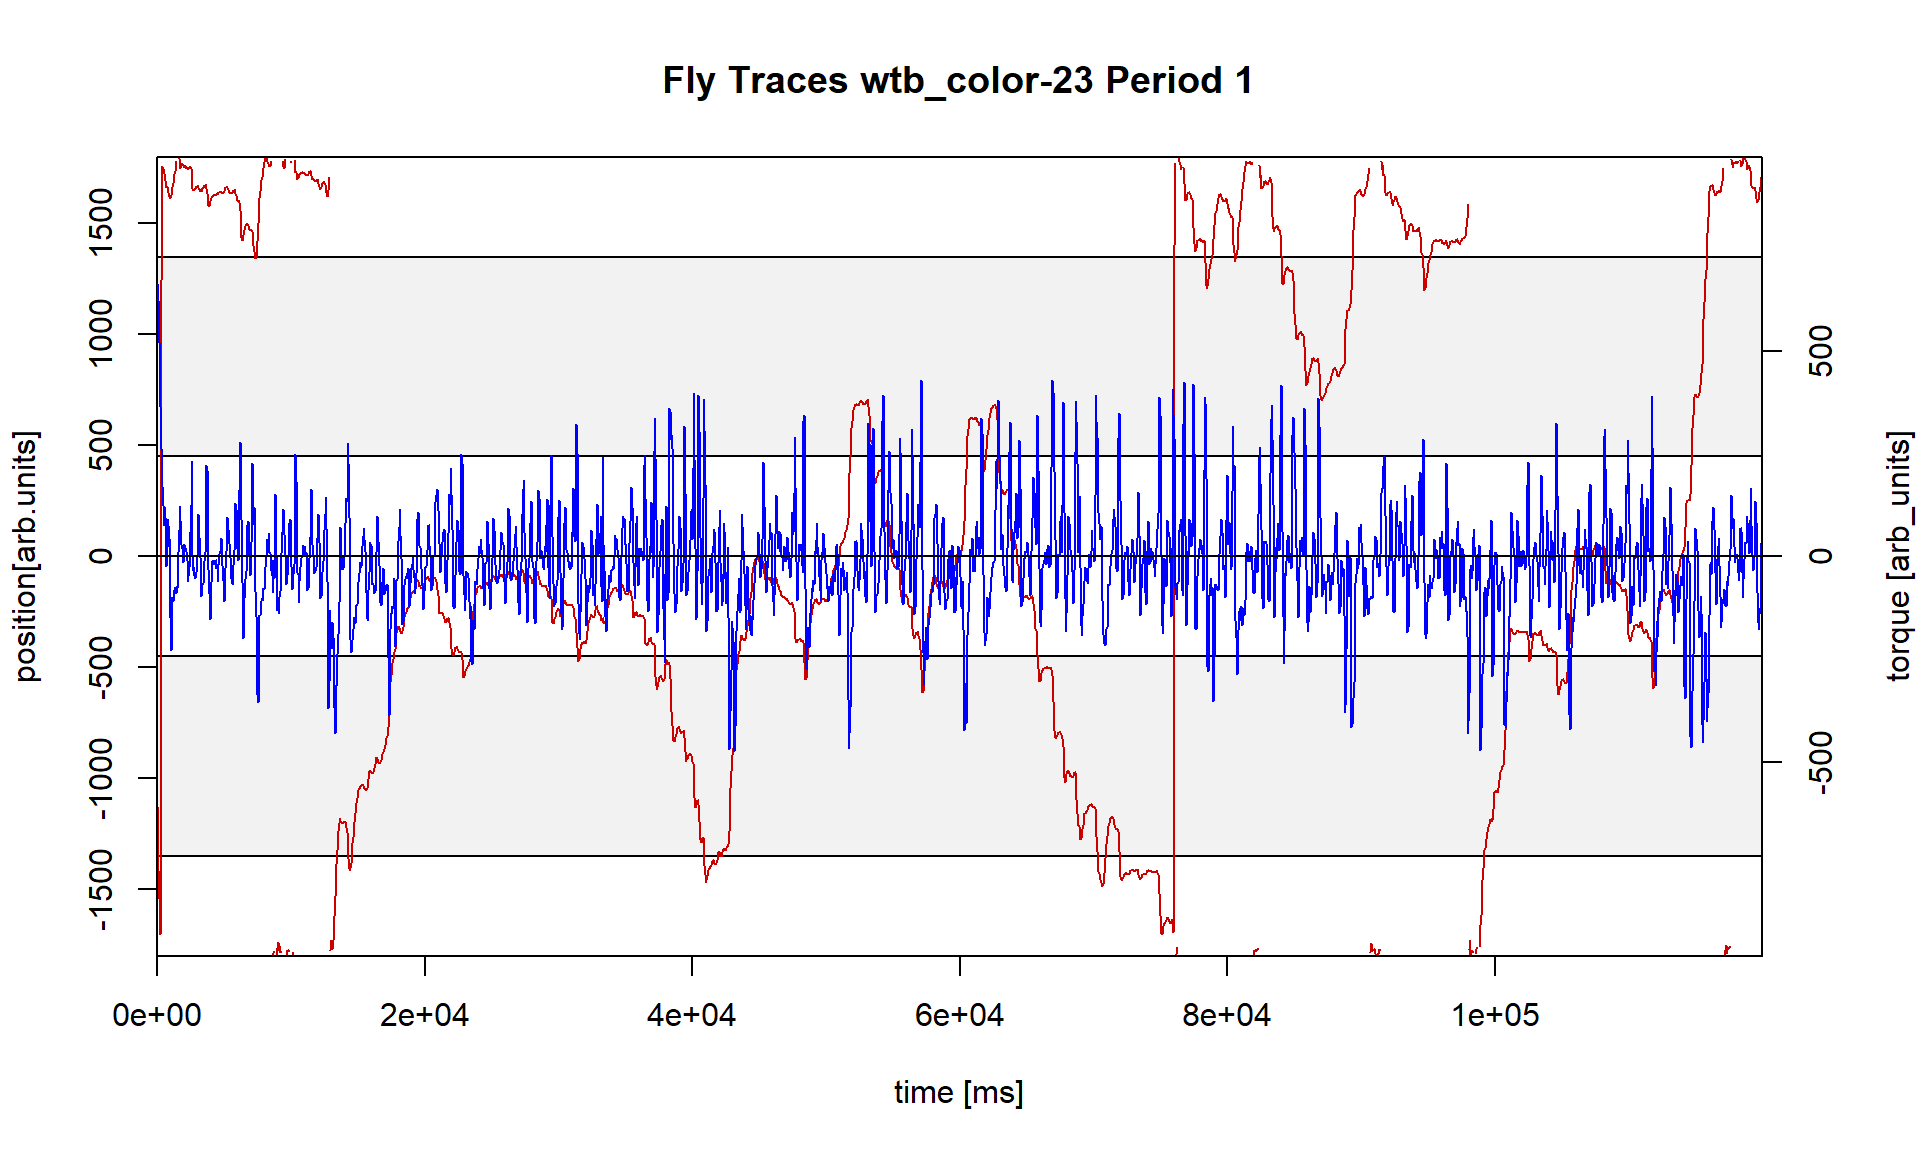 Fly Traces wtb_color-23 Period 1
position[arb.units]
1500
1000
500
0
-500
-1000
-1500
500
0
-500
torque [arb_units]
0e+00 2e+04 4e+04 6e+04 8e+04 1e+05
time [ms]